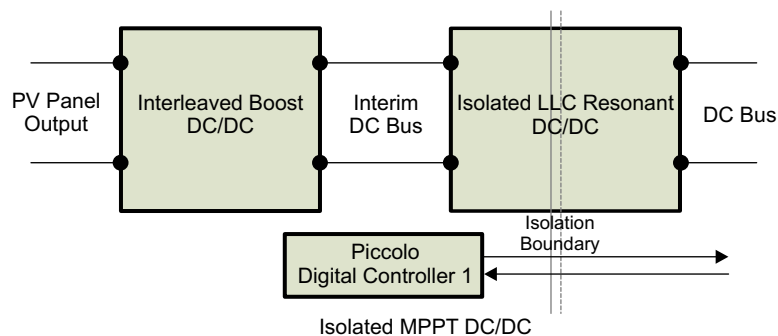 PV Panel
Output
Interleaved Boost
DC/DC
Interim
DC Bus
Isolated LLC Resonant
DC/DC
DC Bus
Isolation
Boundary
Piccolo
Digital Controller 1
Isolated MPPT DC/DC